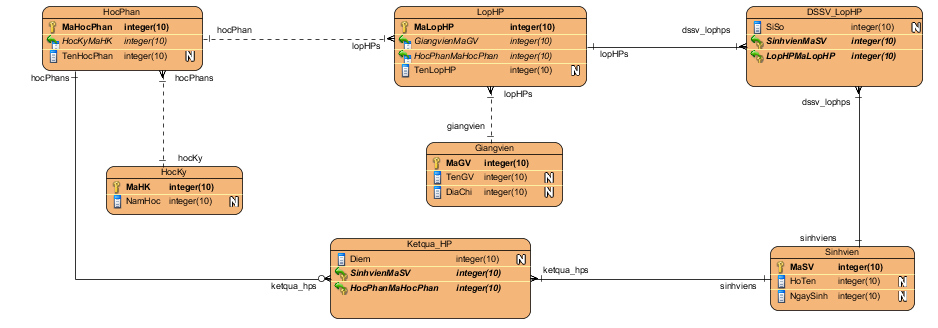 HocPhan
MaHocPhan integer(10)
HocKyMaHK integer(10)
TenHocPhan integer(10) N
hocPhan
lopHPs
LopHP
MaLopHP integer(10)
GiangvienMaGV integer(10)
HocPhanMaHocPhan integer(10)
TenLopHP integer(10) N
lopHPs
dssv_lophps
DSSV_LopHP
SiSo integer(10) N
SinhvienMaSV integer(10)
LopHPMaLopHP integer(10)
hocPhans
hocPhans
lopHPs
dssv_lophps
giangvien
hocKy
Giangvien
MaGV integer(10)
TenGV integer(10) N
DiaChi integer(10) N
HocKy
MaHK integer(10)
NamHoc integer(10) N
sinhviens
Ketqua_HP
Diem integer(10) N
SinhvienMaSV integer(10)
HocPhanMaHocPhan integer(10)
ketqua_hps
ketqua_hps
sinhviens
Sinhvien
MaSV integer(10)
HoTen integer(10) N
NgaySinh integer(10) N